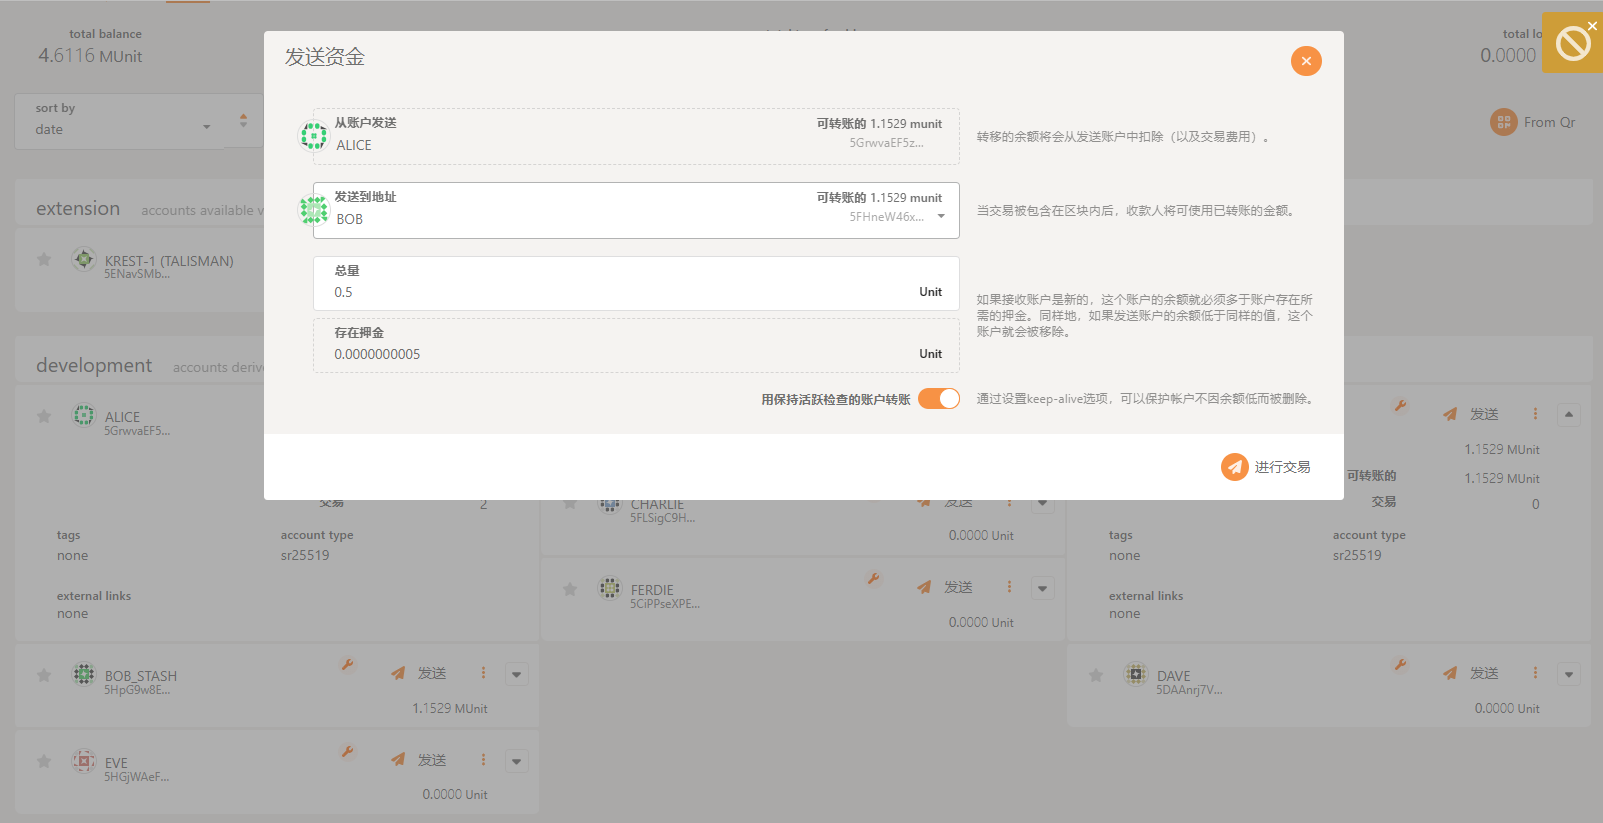 total balance
4.6116 MUnit
total lo
0.0000
sort by
date
From Qr
发送资金
从账户发送
ALICE
可转账的 1.1529 munit
5GrwvaEF5z...
转移的余额将会从发送账户中扣除（以及交易费用）。
发送到地址
BOB
可转账的 1.1529 munit
5FHneW46x...
当交易被包含在区块内后，收款人将可使用已转账的金额。
总量
0.5
Unit
存在押金
0.0000000005
Unit
如果接收账户是新的，这个账户的余额就必须多于账户存在所
需的押金。同样地，如果发送账户的余额低于同样的值，这个
账户就会被移除。
用保持活跃检查的账户转账
通过设置keep-alive选项，可以保护帐户不因余额低而被删除。
进行交易
extension accounts available v
KREST-1 (TALISMAN)
5ENavSMb...
development accounts derive
ALICE
5GrwvaEF5...
交易
2
tags
none
account type
sr25519
external links
none
CHARLIE
5FLSigC9H...
发送
0.0000 Unit
FERDIE
5CiPPseXPE...
发送
0.0000 Unit
发送
1.1529 MUnit
可转账的
1.1529 MUnit
交易
0
tags
none
account type
sr25519
external links
none
BOB_STASH
5HpG9w8E...
发送
1.1529 MUnit
DAVE
5DAAnrj7V...
发送
0.0000 Unit
EVE
5HGjWAeF...
发送
0.0000 Unit